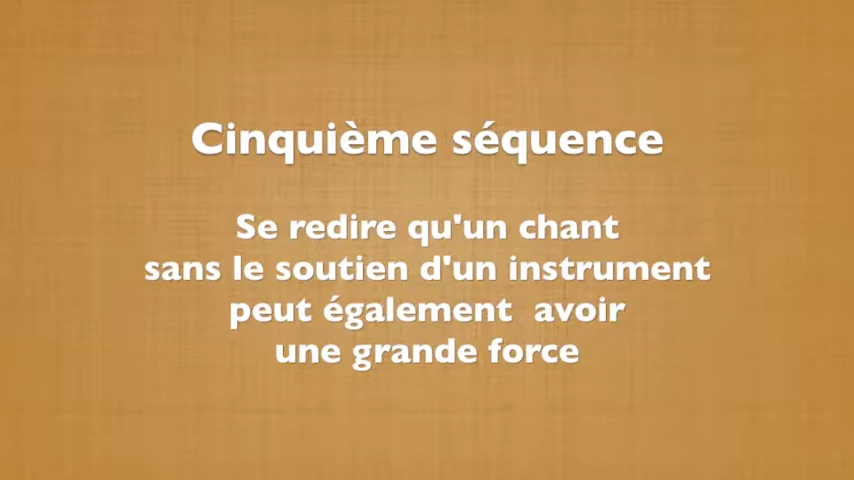 Cinquième séquence
Se redire qu'un chant
sans le soutien d'un instrument
peut également avoir
une grande force